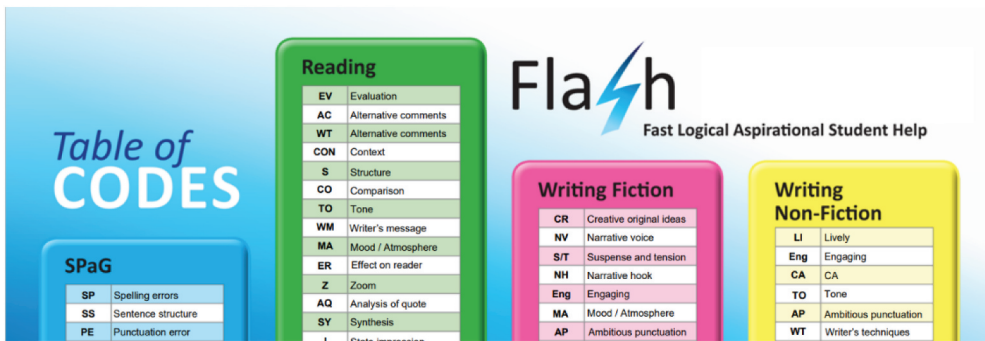 Table of
CODES
SPaG
SP Spelling errors
SS Sentence structure
PE Punctuation error
Reading
EV Evaluation
AC Alternative comments
WT Alternative comments
CON Context
S Structure
CO Comparison
TO Tone
WM Writer's message
MA Mood / Atmosphere
ER Effect on reader
Z Zoom
AQ Analysis of quote
SY Synthesis
Flash
Fast Logical Aspirational Student Help
Writing Fiction
CR Creative original ideas
NV Narrative voice
S/T Suspense and tension
NH Narrative hook
Eng Engaging
MA Mood / Atmosphere
AP Ambitious punctuation
Writing
Non-Fiction
LI Lively
Eng Engaging
CA CA
TO Tone
AP Ambitious punctuation
WT Writer's techniques